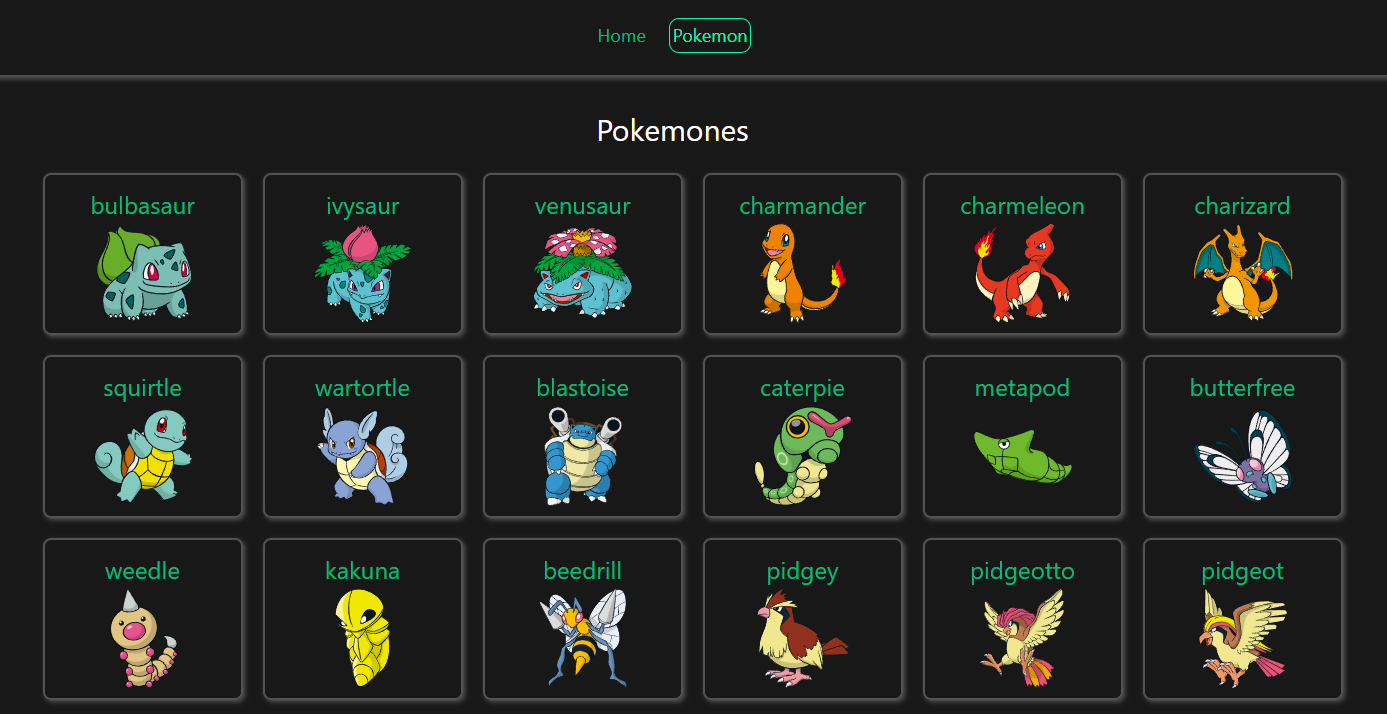 Home Pokemon
Pokemones
bulbasaur ivysaur venusaur charmander charmeleon charizard
squirtle wartortle blastoise caterpie metapod butterfree
weedle kakuna beedrill pidgey pidgeotto pidgeot